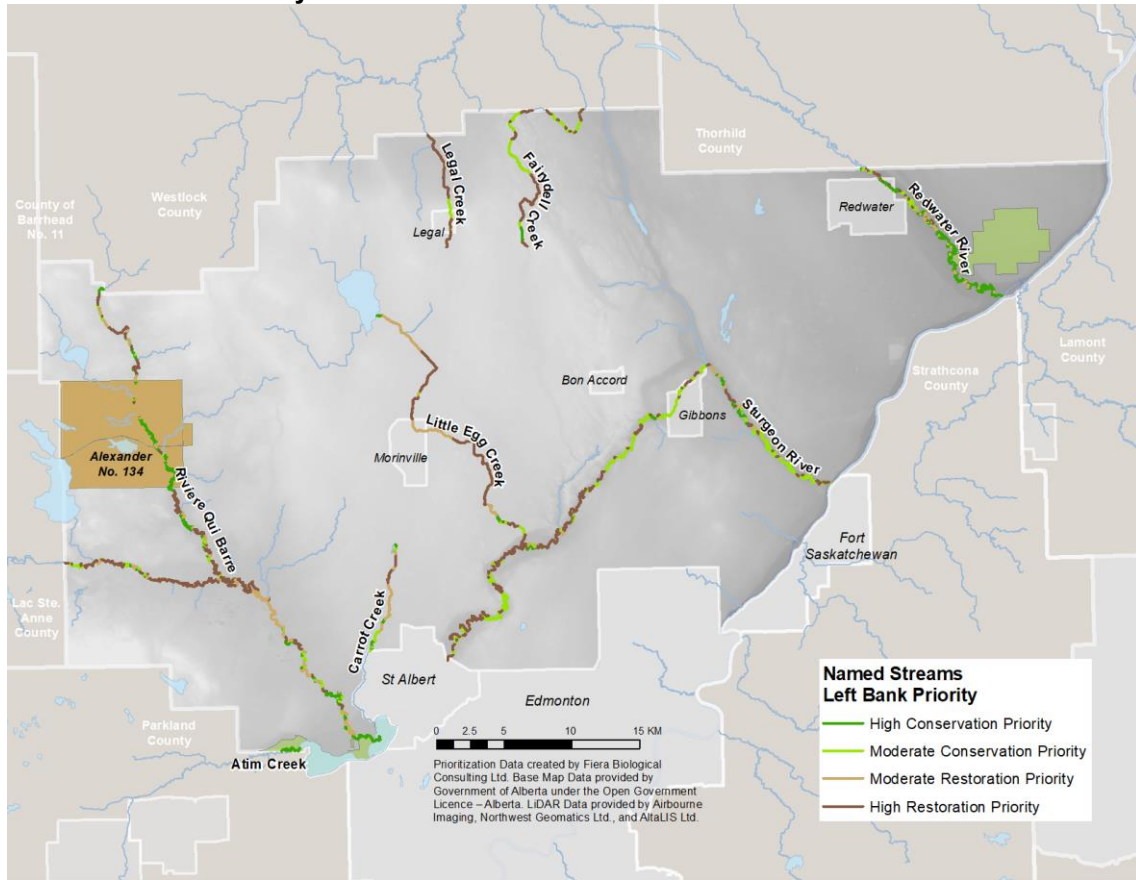 Thorhild
County
Westlock
County
County of
Barrhead
No. 11
Legal Creek
Fairydell Creek
Legal
Redwater
Redwater River
Lamont
County
Strathcona
County
Bon Accord
Gibbons
Sturgeon River
Little Egg Creek
Morinville
Alexander
No. 134
Riviere Qui Barre
Fort
Saskatchewan
Lac Ste.
Anne
County
Carrot Creek
St Albert
Edmonton
Parkland
County
Atim Creek
0 2.5 5 10 15 KM
Prioritization Data created by Fiera Biological
Consulting Ltd. Base Map Data provided by
Government of Alberta under the Open Government
Licence – Alberta. LiDAR Data provided by Airbourne
Imaging, Northwest Geomatics Ltd., and AltaLIS Ltd.
Named Streams
Left Bank Priority
High Conservation Priority
Moderate Conservation Priority
Moderate Restoration Priority
High Restoration Priority